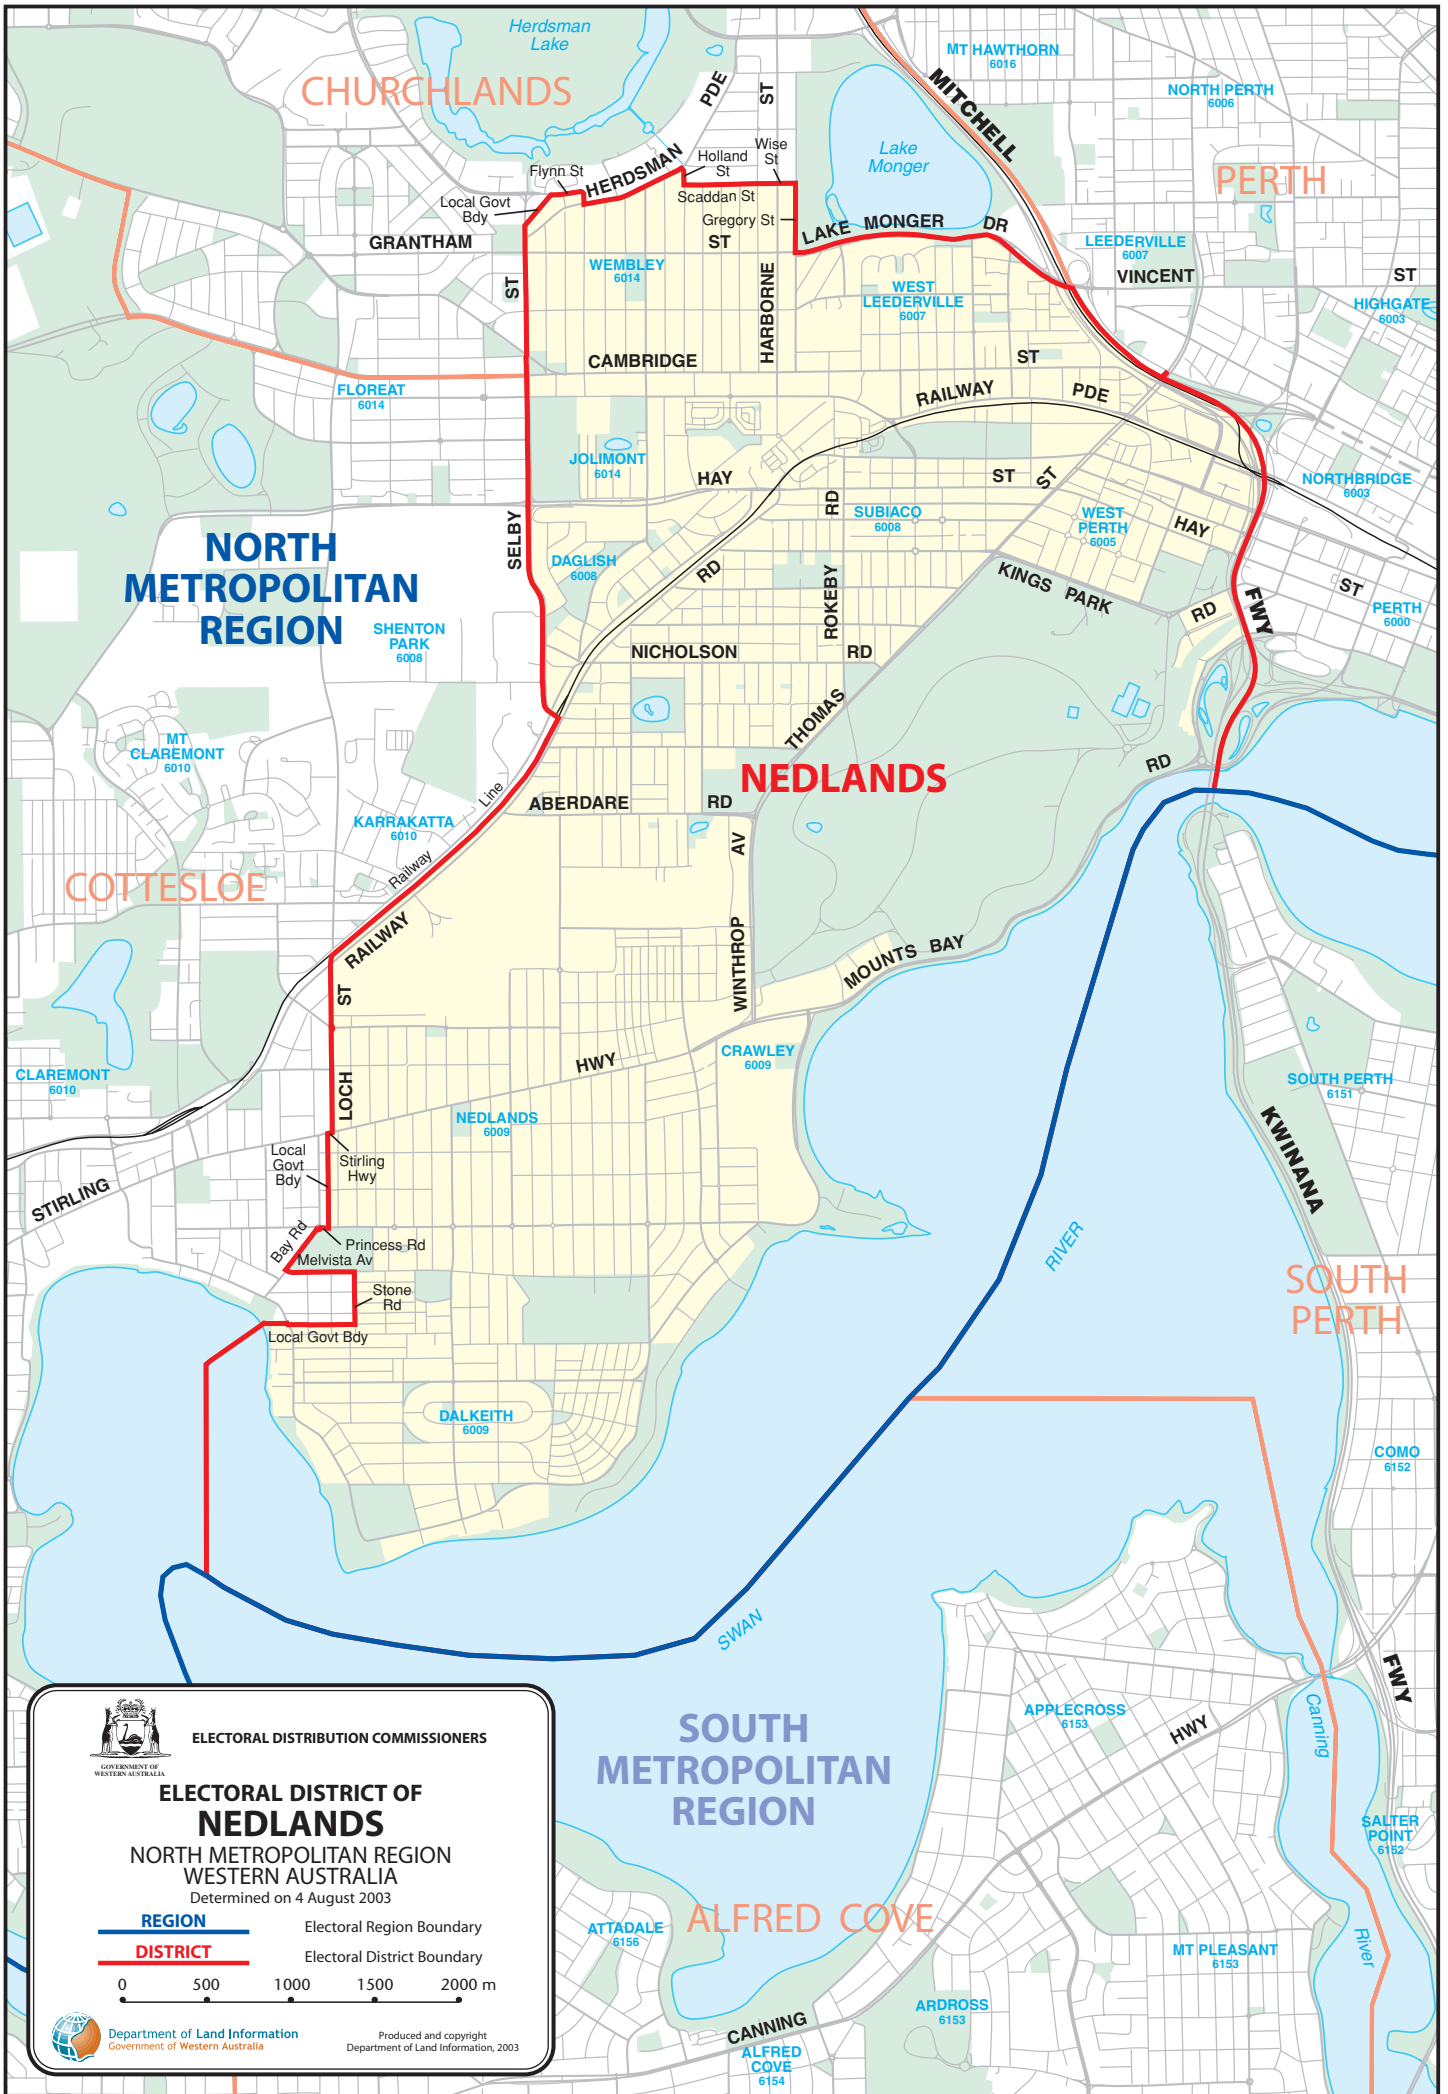 Herdsman
Lake
CHURCHLANDS
PDE
ST
MT HAWTHORN
6016
MITCHELL
NORTH PERTH
6006
Lake
Monger
PERTH
Wise
St
Holland
St
Flynn St
HERDSMAN
Local Govt
Bdy
Scaddan St
Gregory St
GRANTHAM
ST
LAKE MONGER DR
LEEDERVILLE
6007
VINCENT
ST
WEMBLEY
6014
ST
HARBORNE
WEST
LEEDERVILLE
6007
HIGHGATE
6003
CAMBRIDGE
ST
FLOREAT
6014
RAILWAY
PDE
JOLIMONT
6014
HAY
ST
ST
NORTHBRIDGE
6003
RD
SUBIACO
6008
WEST
PERTH
6005
HAY
SELBY
NORTH
METROPOLITAN
REGION
DAGLISH
6008
RD
ROKEBY
KINGS PARK
RD
FWY
ST
PERTH
6000
SHENTON
PARK
6008
NICHOLSON
RD
THOMAS
MT
CLAREMONT
6010
NEDLANDS
RD
Line
ABERDARE
RD
KARRAKATTA
6010
AV
Railway
COTTESLOE
RAILWAY
WINTHROP
MOUNTS BAY
ST
CLAREMONT
6010
HWY
CRAWLEY
6009
SOUTH PERTH
6151
LOCH
NEDLANDS
6009
KWINANA
Local
Govt
Bdy
Stirling
Hwy
STIRLING
Bay Rd
Princess Rd
Melvista Av
RIVER
Stone
Rd
SOUTH
PERTH
Local Govt Bdy
DALKEITH
6009
COMO
6152
SWAN
FWY
SOUTH
METROPOLITAN
REGION
APPLECROSS
6153
HWY
Canning
SALTER
POINT
6152
ATTADALE
6156
ALFRED COVE
MT PLEASANT
6153
River
ARDROSS
6153
CANNING
ALFRED
COVE
6154
GOVERNMENT OF
WESTERN AUSTRALIA
ELECTORAL DISTRIBUTION COMMISSIONERS
ELECTORAL DISTRICT OF
NEDLANDS
NORTH METROPOLITAN REGION
WESTERN AUSTRALIA
Determined on 4 August 2003
REGION Electoral Region Boundary
DISTRICT Electoral District Boundary
0 500 1000 1500 2000 m
Department of Land Information
Government of Western Australia
Produced and copyright
Department of Land Information, 2003